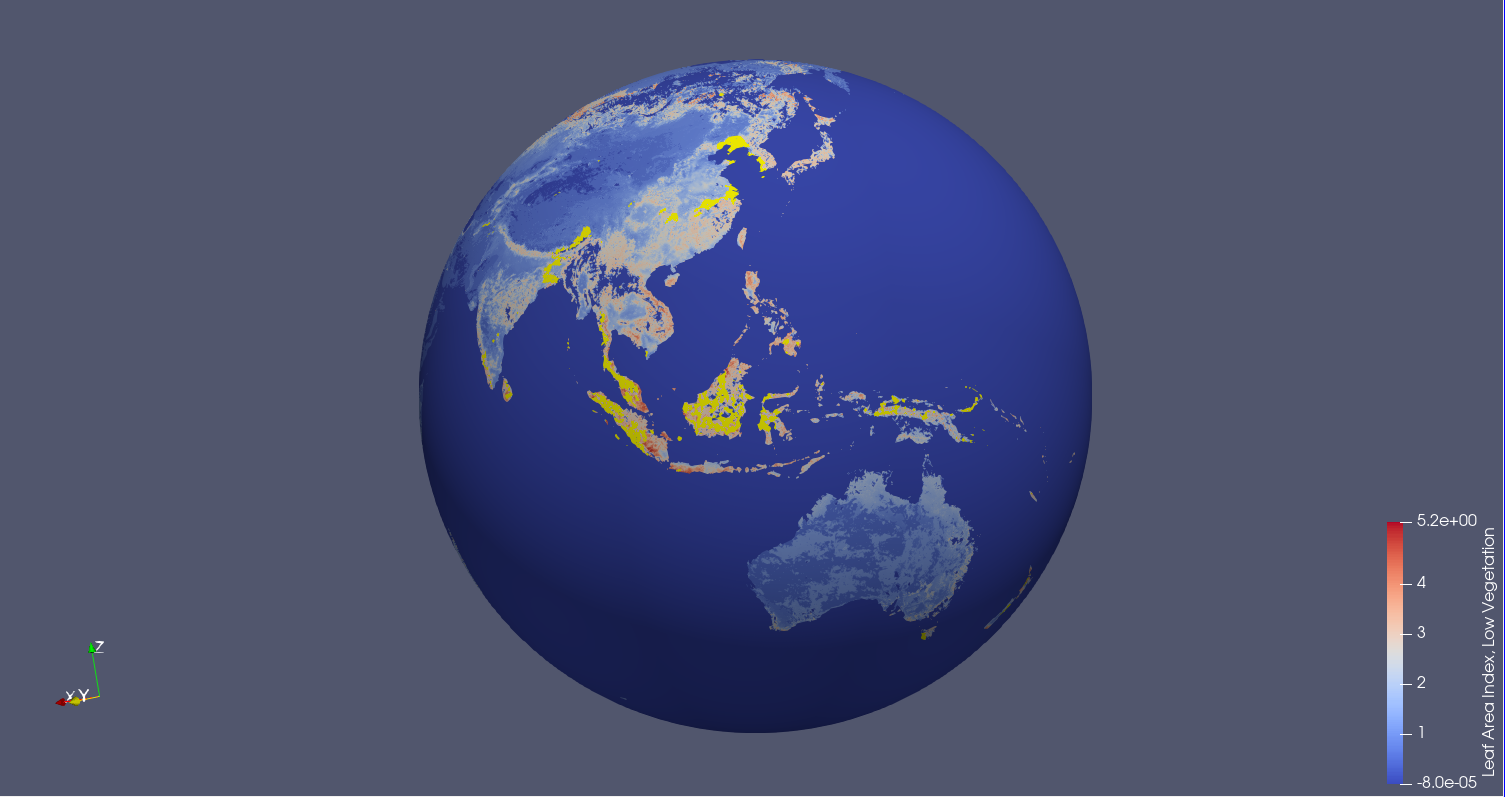 5.2e+00
4
3
2
1
-8.0e-05
Leaf Area Index, Low Vegetation
Z
X
Y